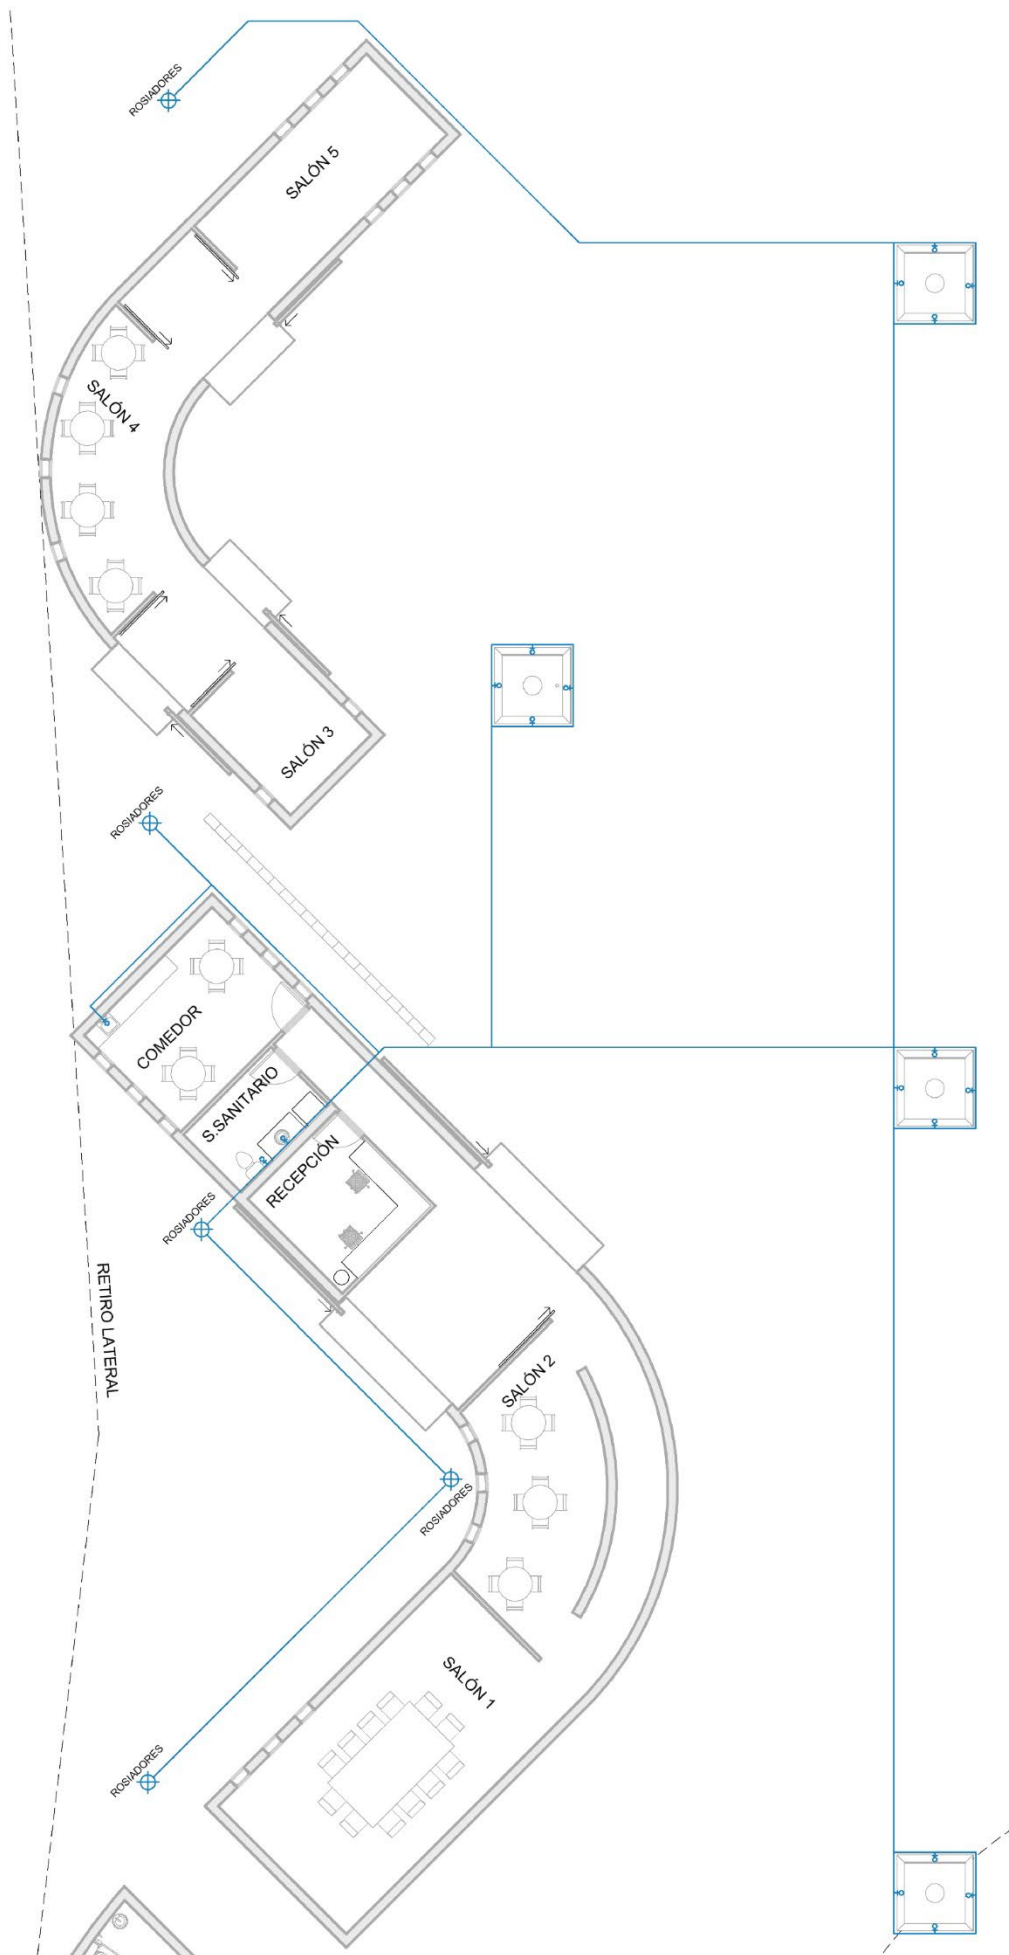 ROSIADORES
SALÓN 5
SALÓN 4
SALÓN 3
ROSIADORES
COMEDOR
S.SANITARIO
RECEPCIÓN
ROSIADORES
RETIRO LATERAL
SALÓN 2
ROSIADORES
SALÓN 1
ROSIADORES